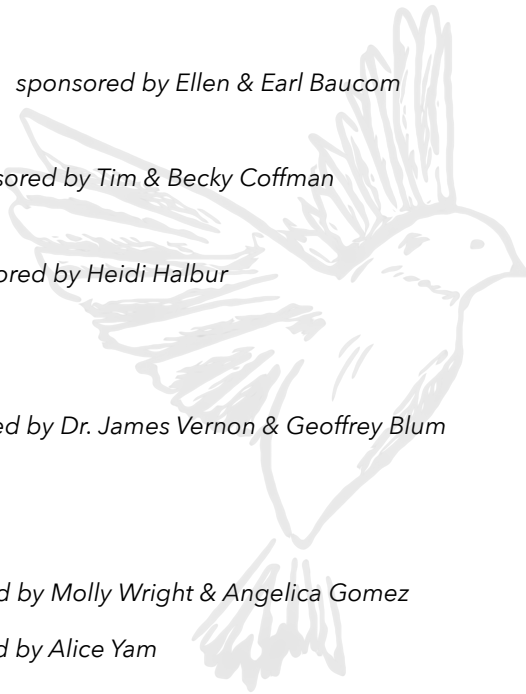 sponsored by Ellen & Earl Baucom
sored by Tim & Becky Coffman
ored by Heidi Halbur
ed by Dr. James Vernon & Geoffrey Blum
d by Molly Wright & Angelica Gomez
d by Alice Yam